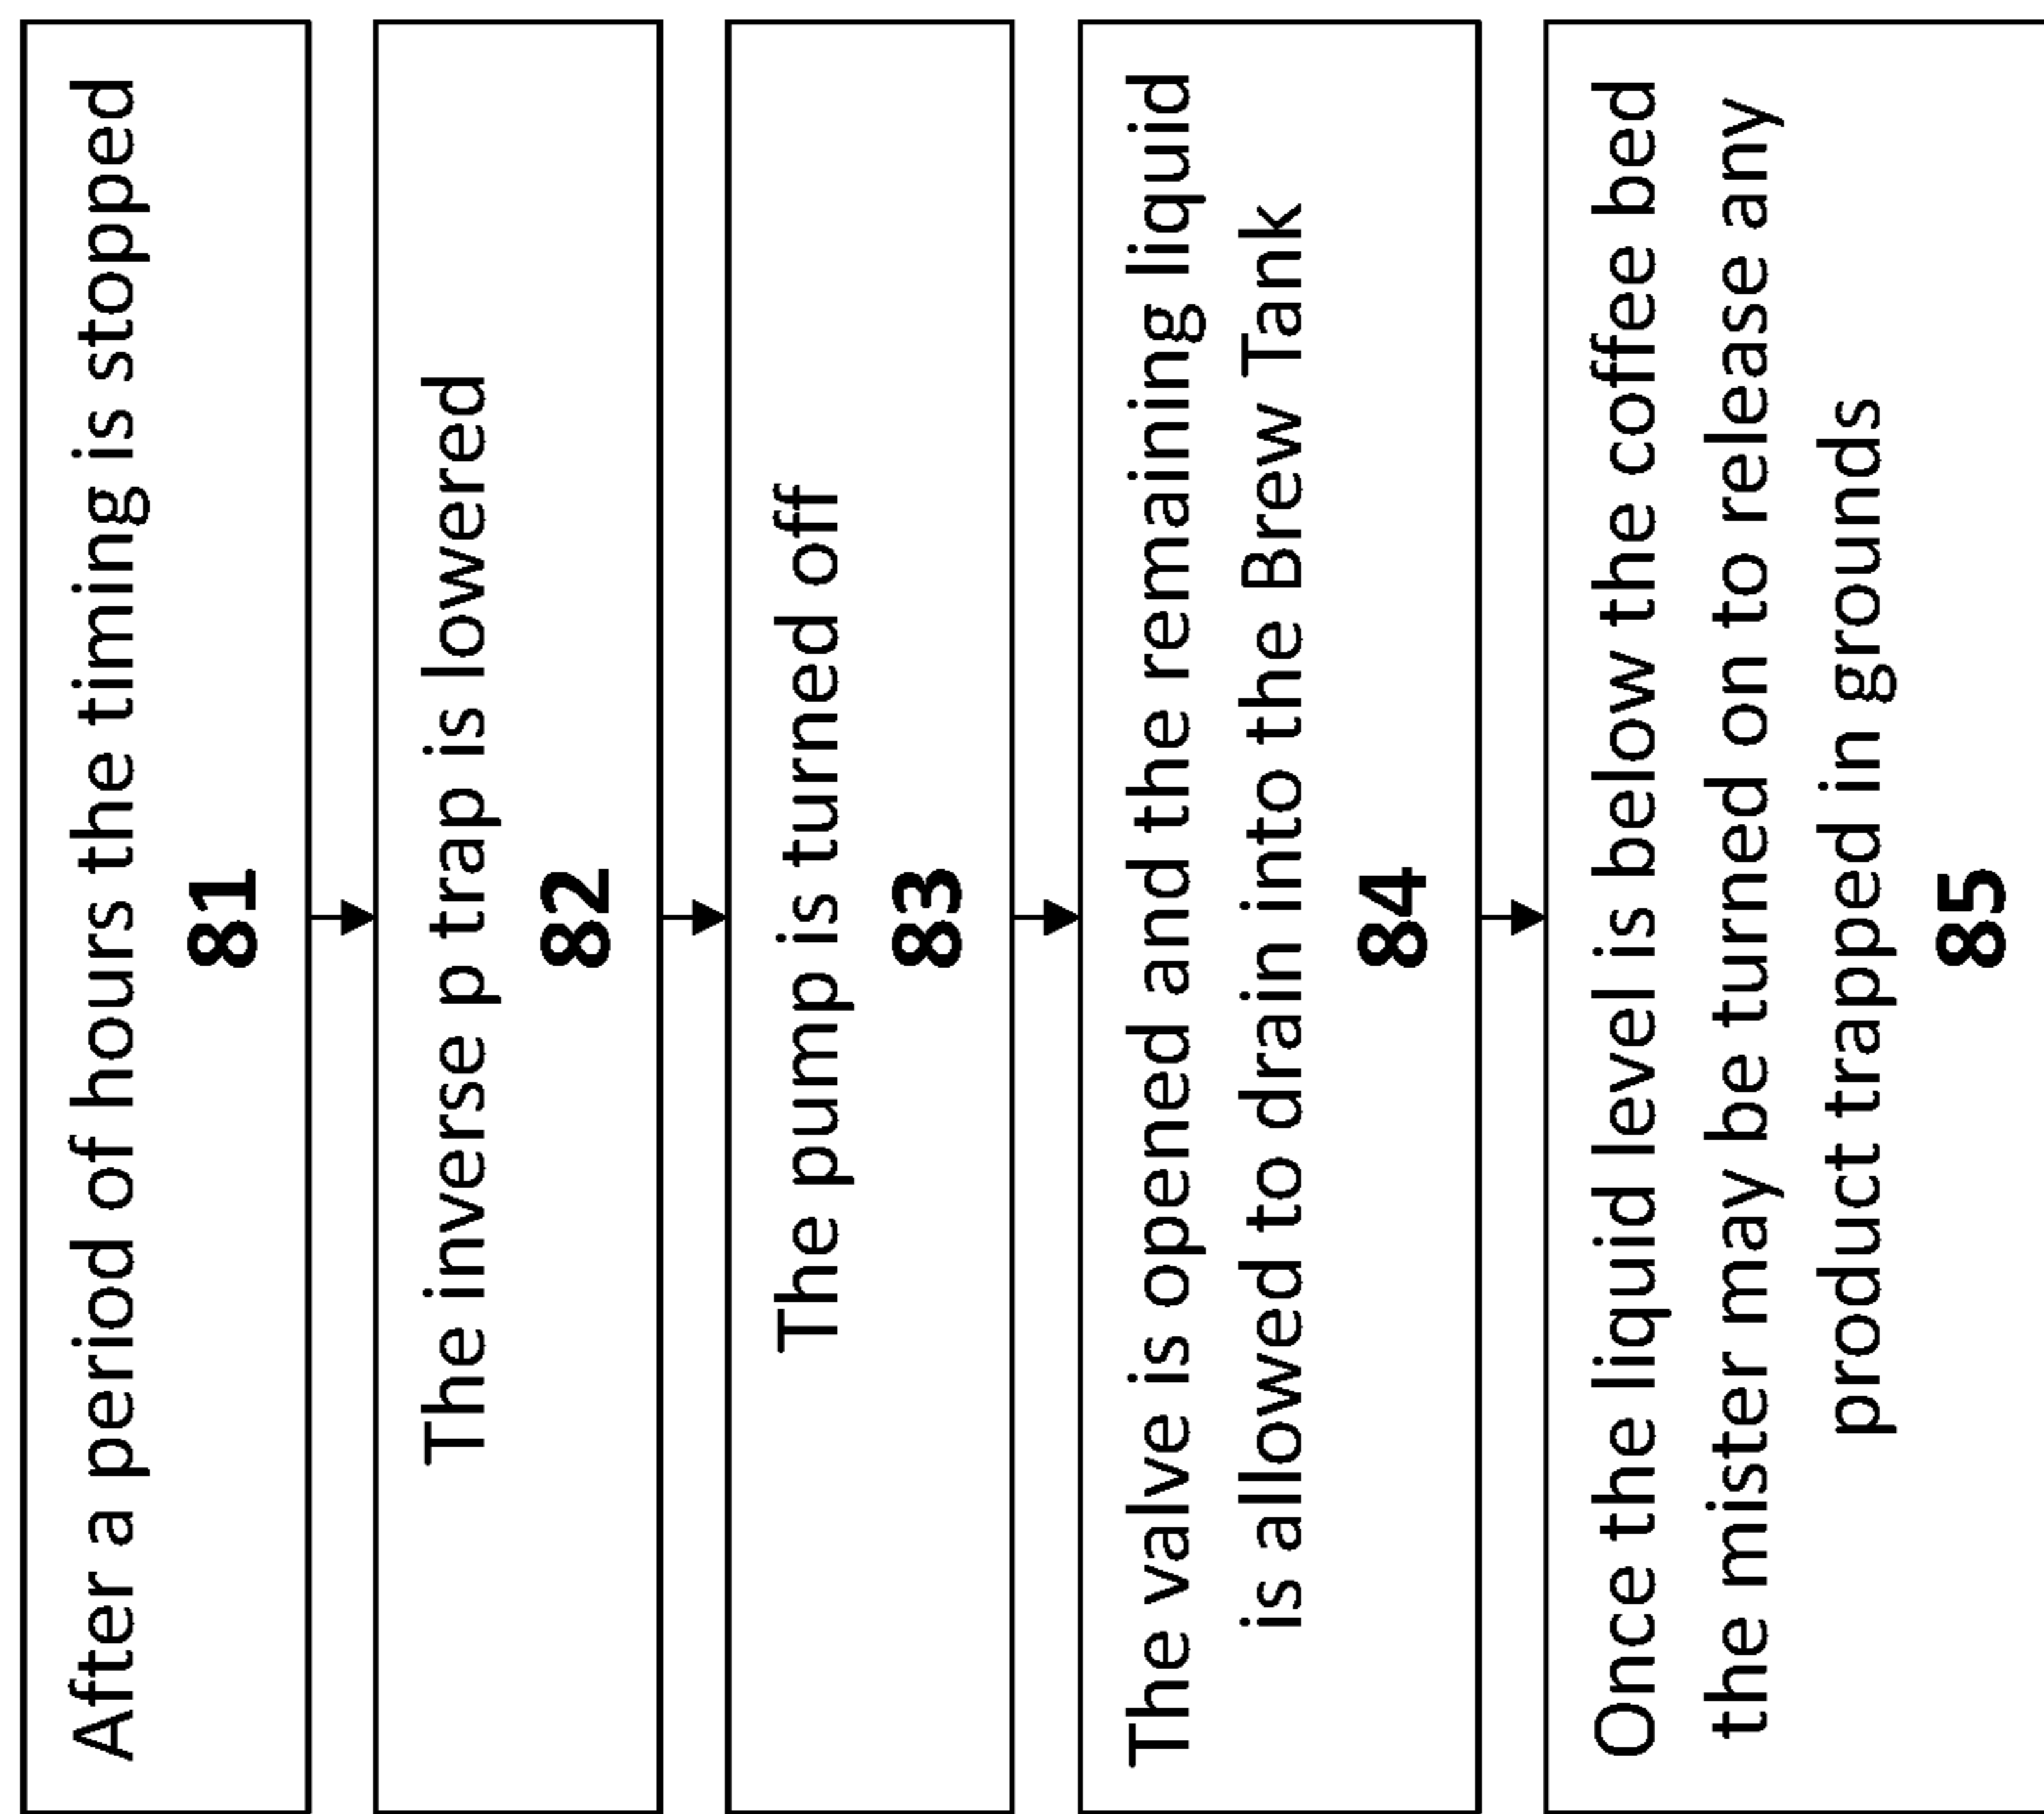 After a period of hours the timing is stopped
81
The inverse p trap is lowered
82
The pump is turned off
83
The valve is opened and the remaining liquid
is allowed to drain into the Brew Tank
84
Once the liquid level is below the coffee bed
the mister may be turned on to release any
product trapped in grounds
85